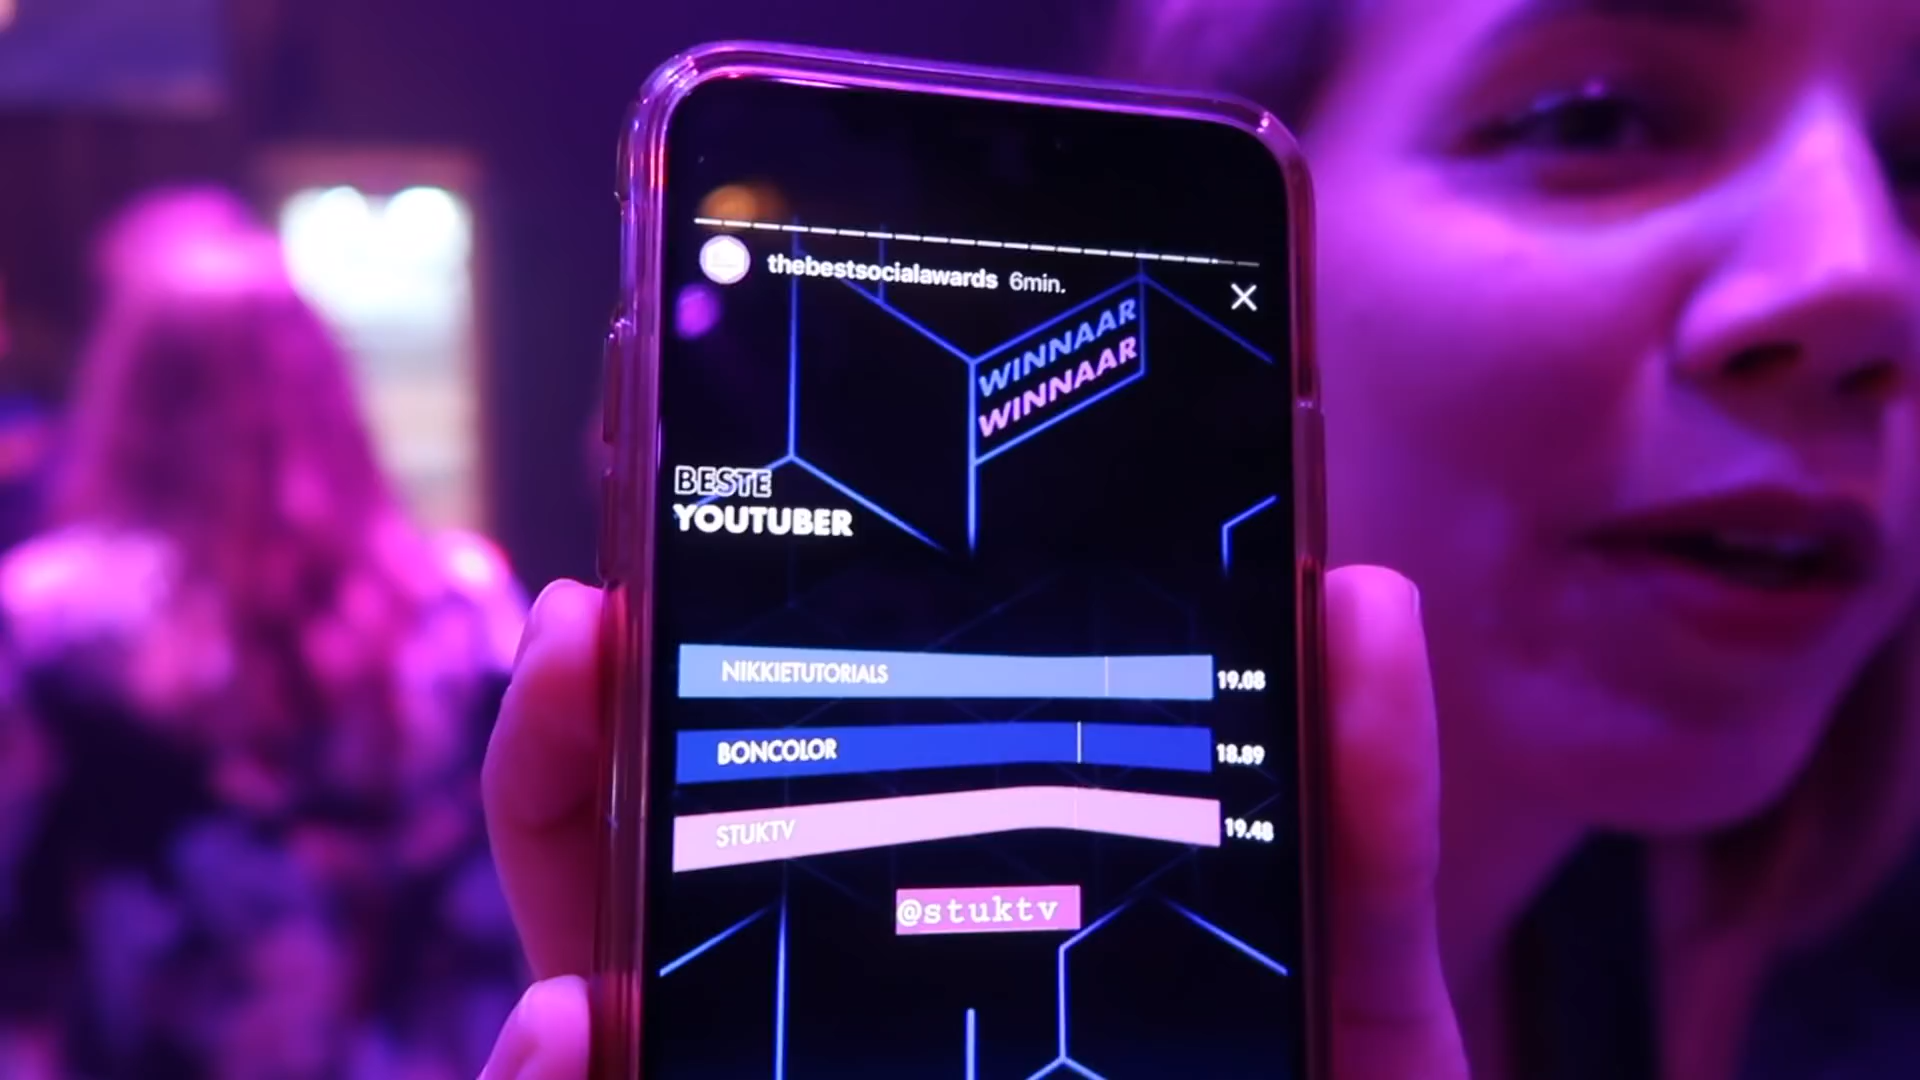 thebestsocialawards 6min.
WINNAAR
WINNAAR
BESTE
YOUTUBER
NIKKIETUTORIALS 19.08
BONCOLOR 18.89
STUKTV 19.48
@stuktv